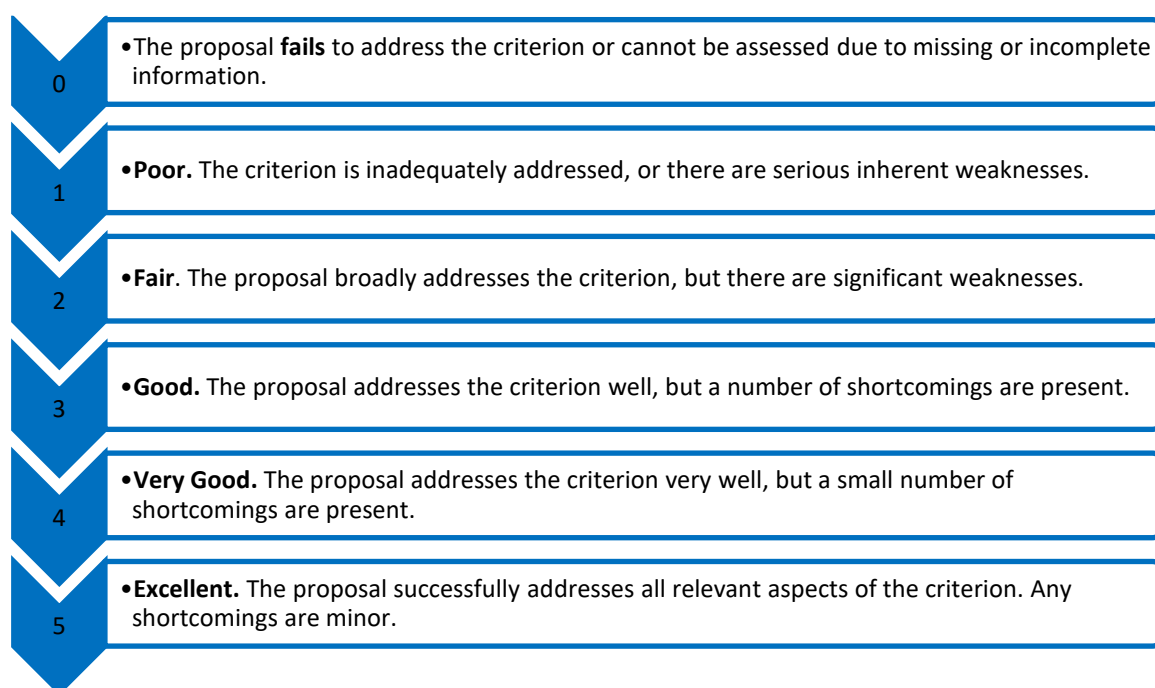 0
•The proposal fails to address the criterion or cannot be assessed due to missing or incomplete
information.
1
•Poor. The criterion is inadequately addressed, or there are serious inherent weaknesses.
2
•Fair. The proposal broadly addresses the criterion, but there are significant weaknesses.
3
•Good. The proposal addresses the criterion well, but a number of shortcomings are present.
4
•Very Good. The proposal addresses the criterion very well, but a small number of
shortcomings are present.
5
•Excellent. The proposal successfully addresses all relevant aspects of the criterion. Any
shortcomings are minor.